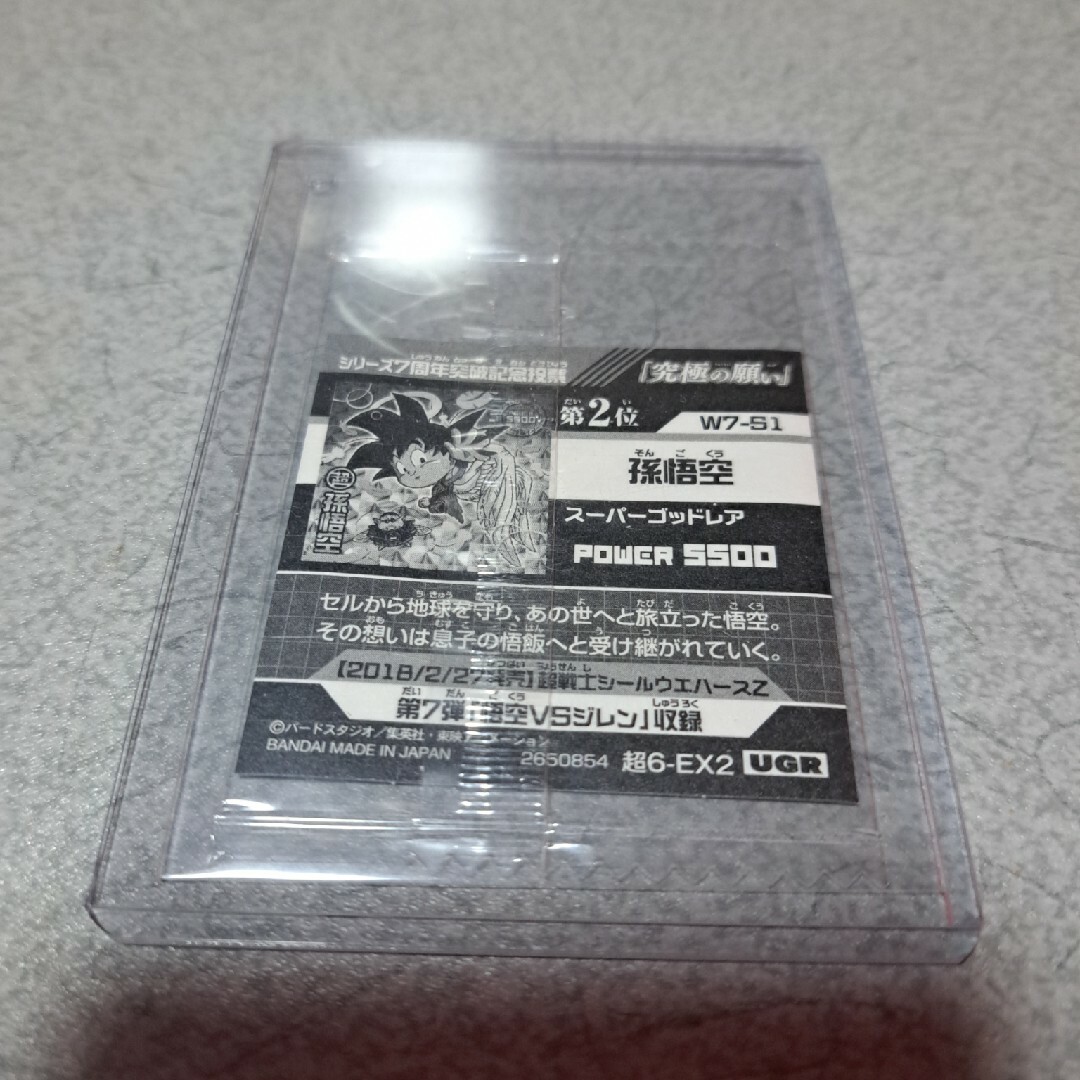 シリーズ7周年突破記念投票
「究極の願い」
第2位
W7-S1
孫悟空
スーパーゴッドレア
POWER 5500
超孫悟空
セルから地球を守り、あの世へと旅立った悟空。
その想いは息子の悟飯へと受け継がれていく。
【2018/2/27発売】超戦士シールウエハースZ
第7弾「悟空VSジレン」収録
©バードスタジオ/集英社・東映アニメーション
BANDAI MADE IN JAPAN
2650854 超6-EX2 UGR